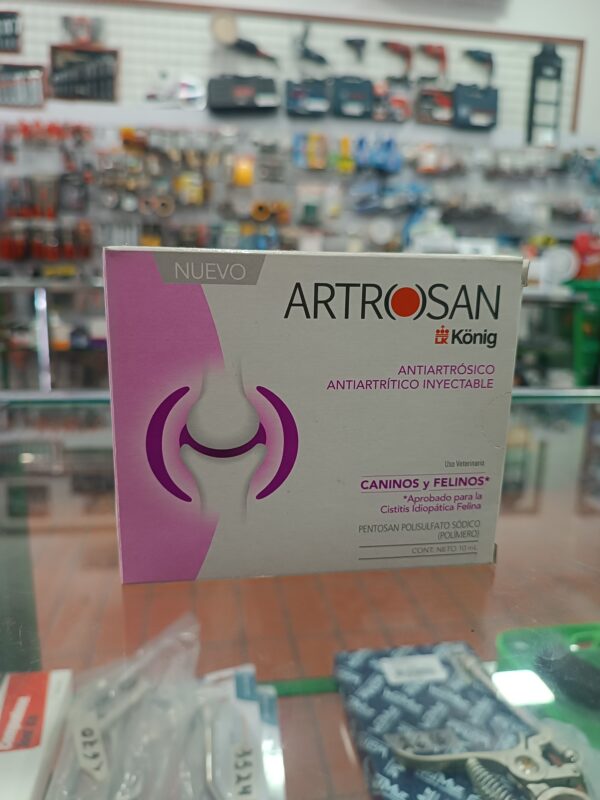 NUEVO
ARTROSAN
König
ANTIARTRÓSICO
ANTIARTRÍTICO INYECTABLE
Uso Veterinario
CANINOS y FELINOS*
*Aprobado para la
Cistitis Idiopática Felina
PENTOSAN POLISULFATO SÓDICO
(POLÍMERO)
CONT. NETO 10 mL
3524